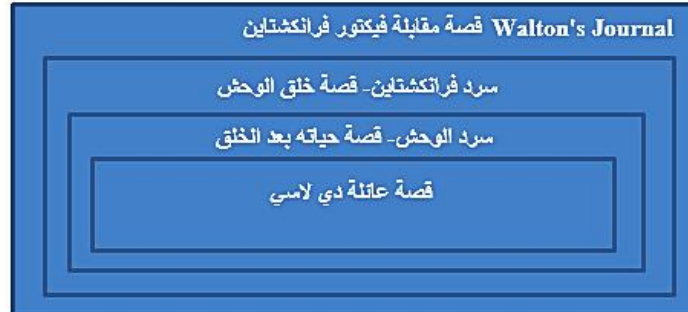 Walton's Journal قصة مقابلة فيكتور فرانكشتاين
سرد فرانكشتاين- قصة خلق الوحش
سرد الوحش- قصة حياته بعد الخلق
قصة عائلة دي لاسي